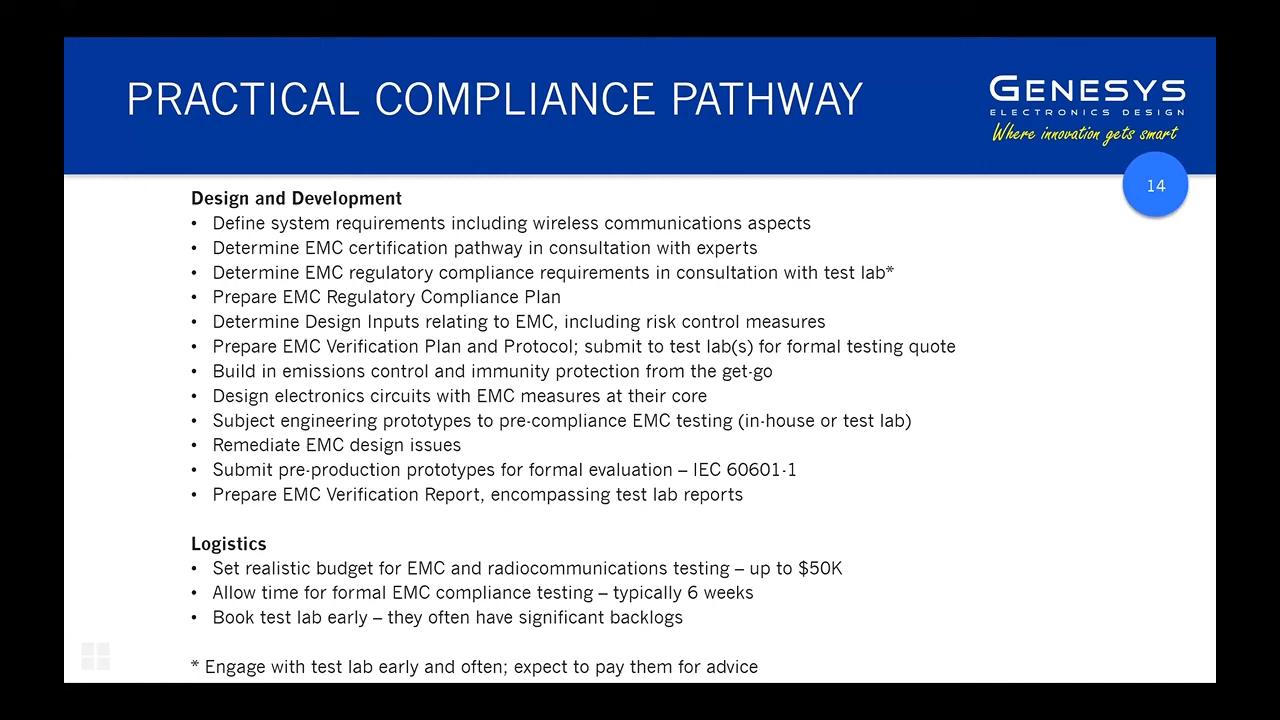 PRACTICAL COMPLIANCE PATHWAY
GENESYS
ELECTRONICS DESIGN
Where innovation gets smart
14
Design and Development
• Define system requirements including wireless communications aspects
• Determine EMC certification pathway in consultation with experts
• Determine EMC regulatory compliance requirements in consultation with test lab*
• Prepare EMC Regulatory Compliance Plan
• Determine Design Inputs relating to EMC, including risk control measures
• Prepare EMC Verification Plan and Protocol; submit to test lab(s) for formal testing quote
• Build in emissions control and immunity protection from the get-go
• Design electronics circuits with EMC measures at their core
• Subject engineering prototypes to pre-compliance EMC testing (in-house or test lab)
• Remediate EMC design issues
• Submit pre-production prototypes for formal evaluation – IEC 60601-1
• Prepare EMC Verification Report, encompassing test lab reports
Logistics
• Set realistic budget for EMC and radiocommunications testing – up to $50K
• Allow time for formal EMC compliance testing – typically 6 weeks
• Book test lab early – they often have significant backlogs
* Engage with test lab early and often; expect to pay them for advice